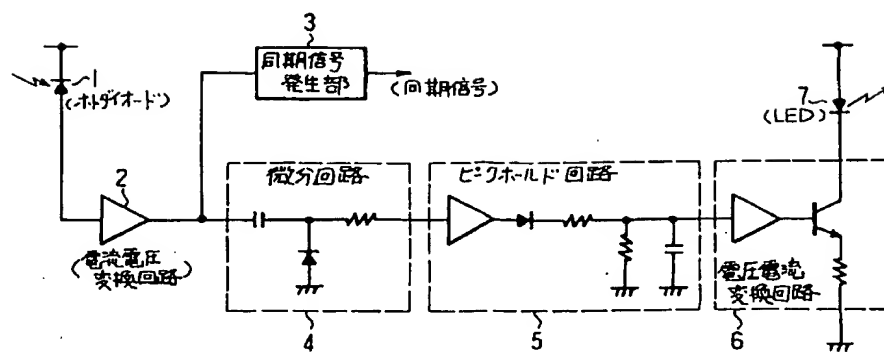 3
同期信号
発生部
(同期信号)
1
(ホトダイオード)
7
(LED)
2
(電流電圧
変換回路)
微分回路
ピークホールド回路
電圧電流
変換回路
4
5
6